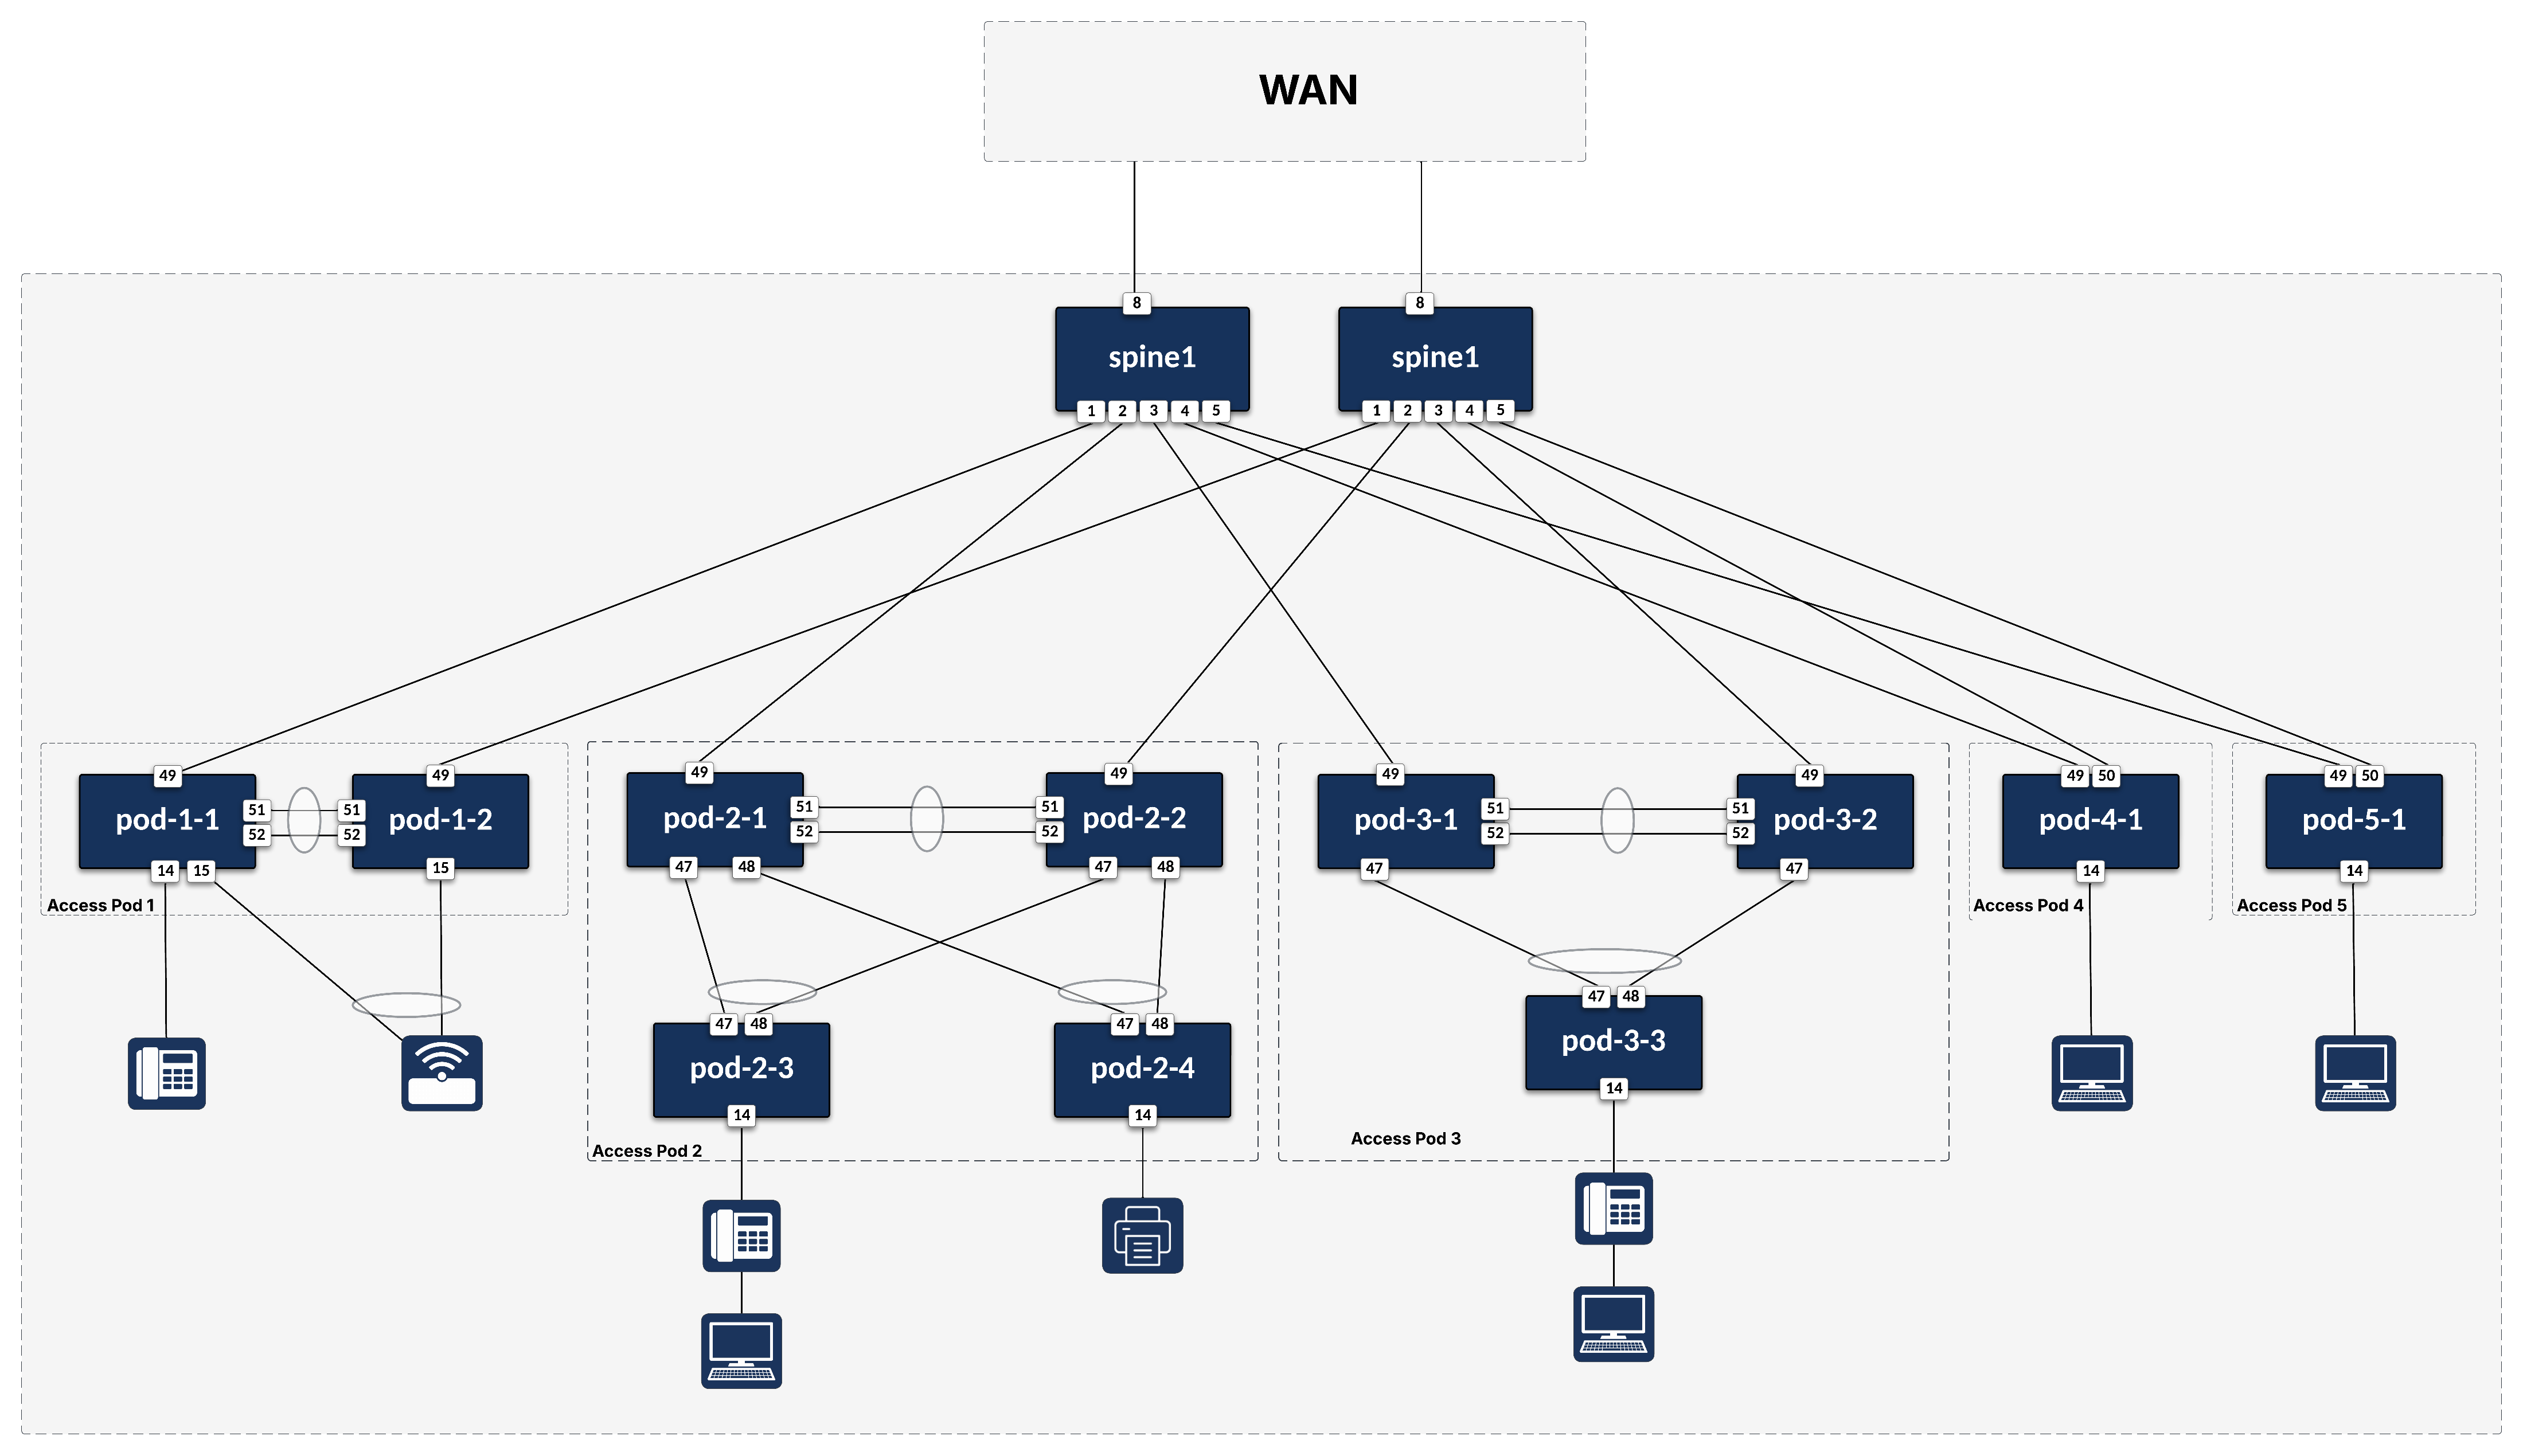 WAN
8
8
spine1
spine1
1 2 3 4 5
1 2 3 4 5
49
49
pod-1-1
51
52
51
52
pod-1-2
14 15
15
Access Pod 1
49
49
pod-2-1
51
52
51
52
pod-2-2
47 48
47 48
47 48
47 48
pod-2-3
pod-2-4
14
14
Access Pod 2
49
49
pod-3-1
51
52
51
52
pod-3-2
47
47
47 48
pod-3-3
14
Access Pod 3
49 50
pod-4-1
14
Access Pod 4
49 50
pod-5-1
14
Access Pod 5